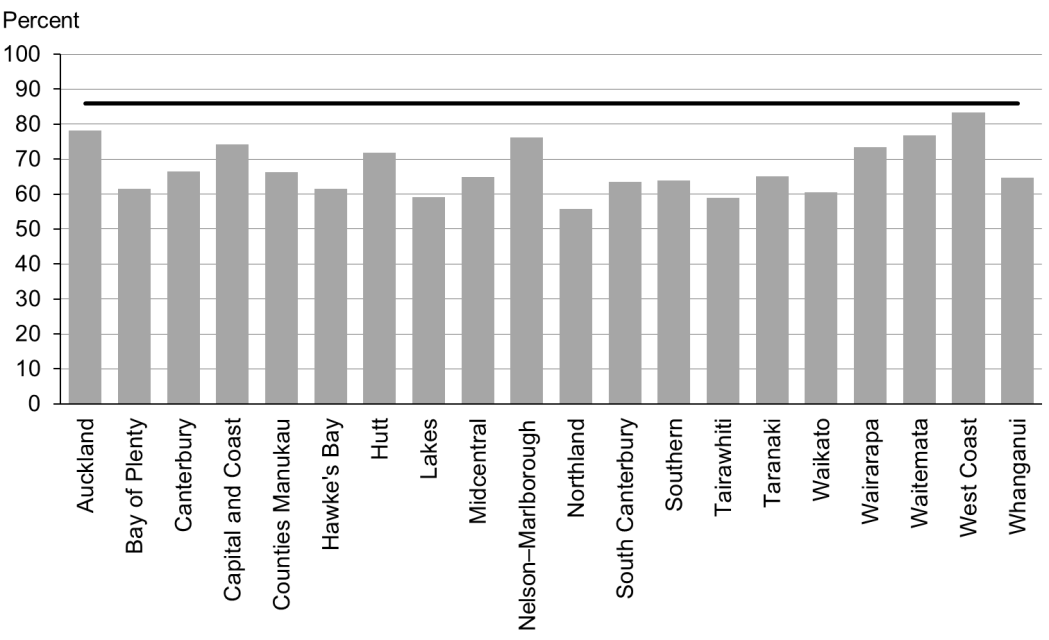 Percent
100
90
80
70
60
50
40
30
20
10
0
Auckland
Bay of Plenty
Canterbury
Capital and Coast
Counties Manukau
Hawke's Bay
Hutt
Lakes
Midcentral
Nelson–Marlborough
Northland
South Canterbury
Southern
Tairawhiti
Taranaki
Waikato
Wairarapa
Waitemata
West Coast
Whanganui